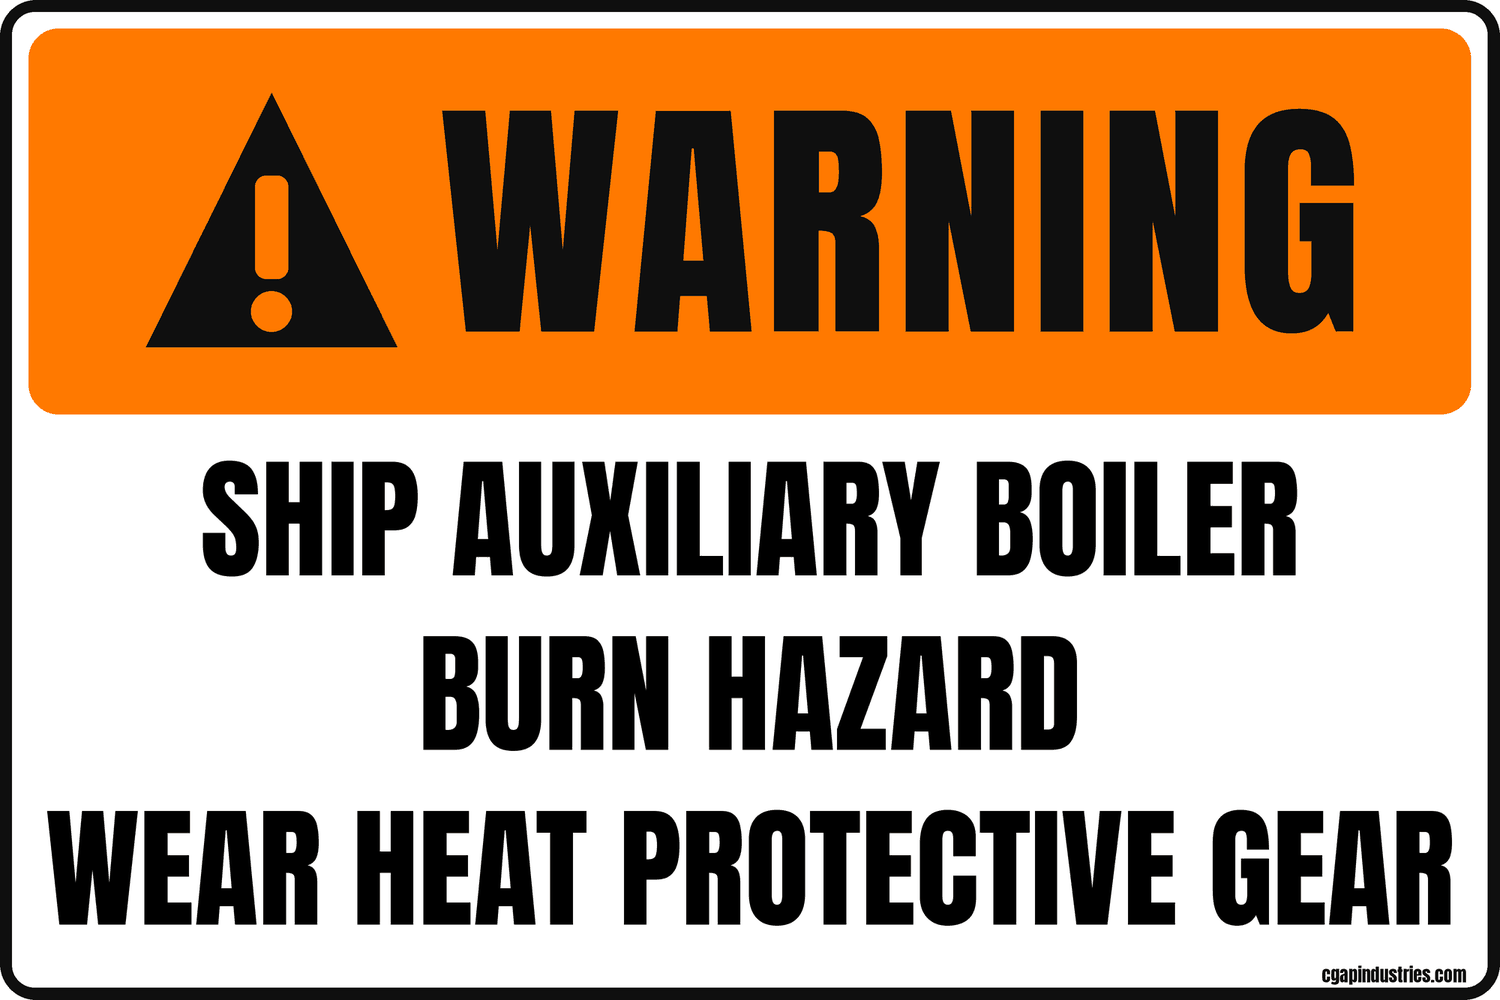 WARNING
SHIP AUXILIARY BOILER
BURN HAZARD
WEAR HEAT PROTECTIVE GEAR
cgapindustries.com